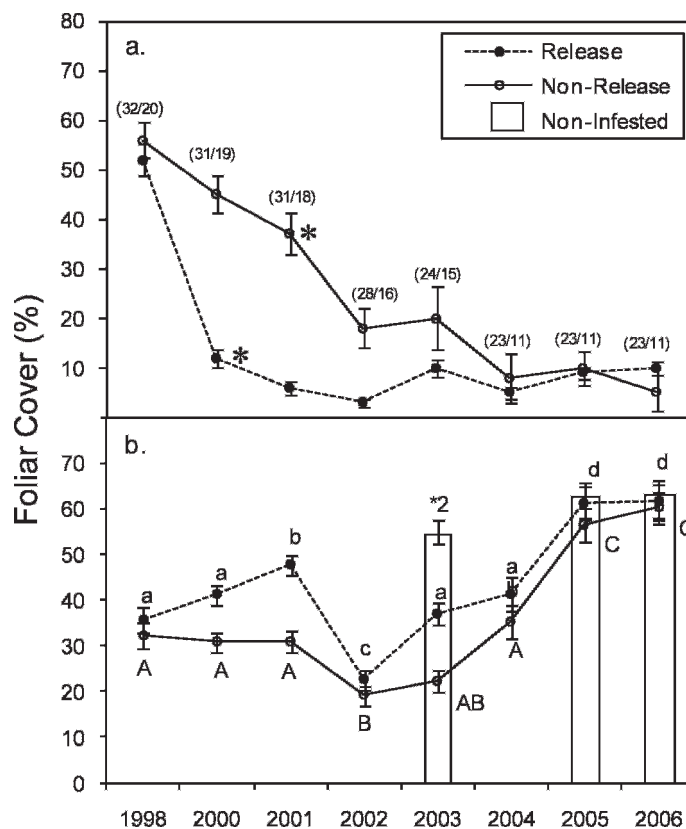 80
a.
Release
Non-Release
Non-Infested
70
60
50
40
30
20
10
(32/20)
(31/19)
(31/18)
*
*
(28/16)
(24/15)
(23/11)
(23/11)
(23/11)
Foliar Cover (%)
b.
70
60
50
40
30
20
10
0
a
a
b
c
*2
a
a
d
d
A
A
A
B
AB
A
C
C
1998 2000 2001 2002 2003 2004 2005 2006